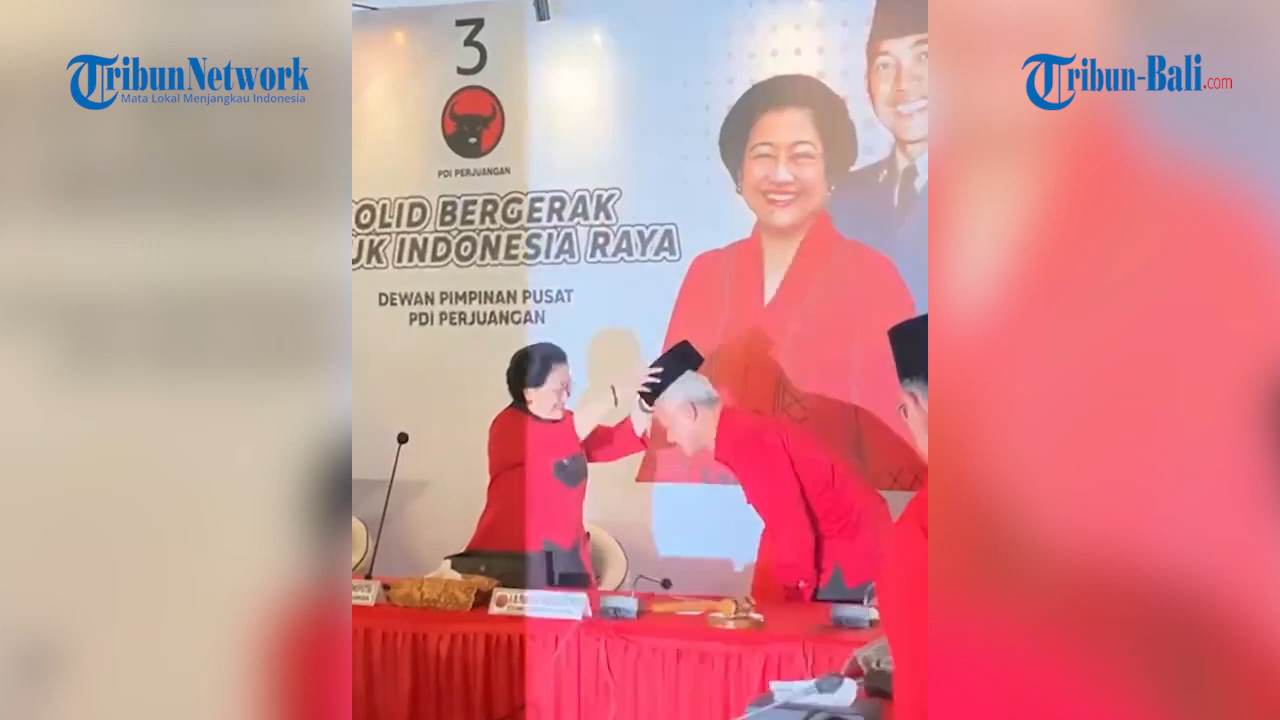 TribunNetwork
Mata Lokal Menjangkau Indonesia
Tribun-Bali.com
3
PDI PERJUANGAN
OLID BERGERAK
UK INDONESIA RAYA
DEWAN PIMPINAN PUSAT
PDI PERJUANGAN